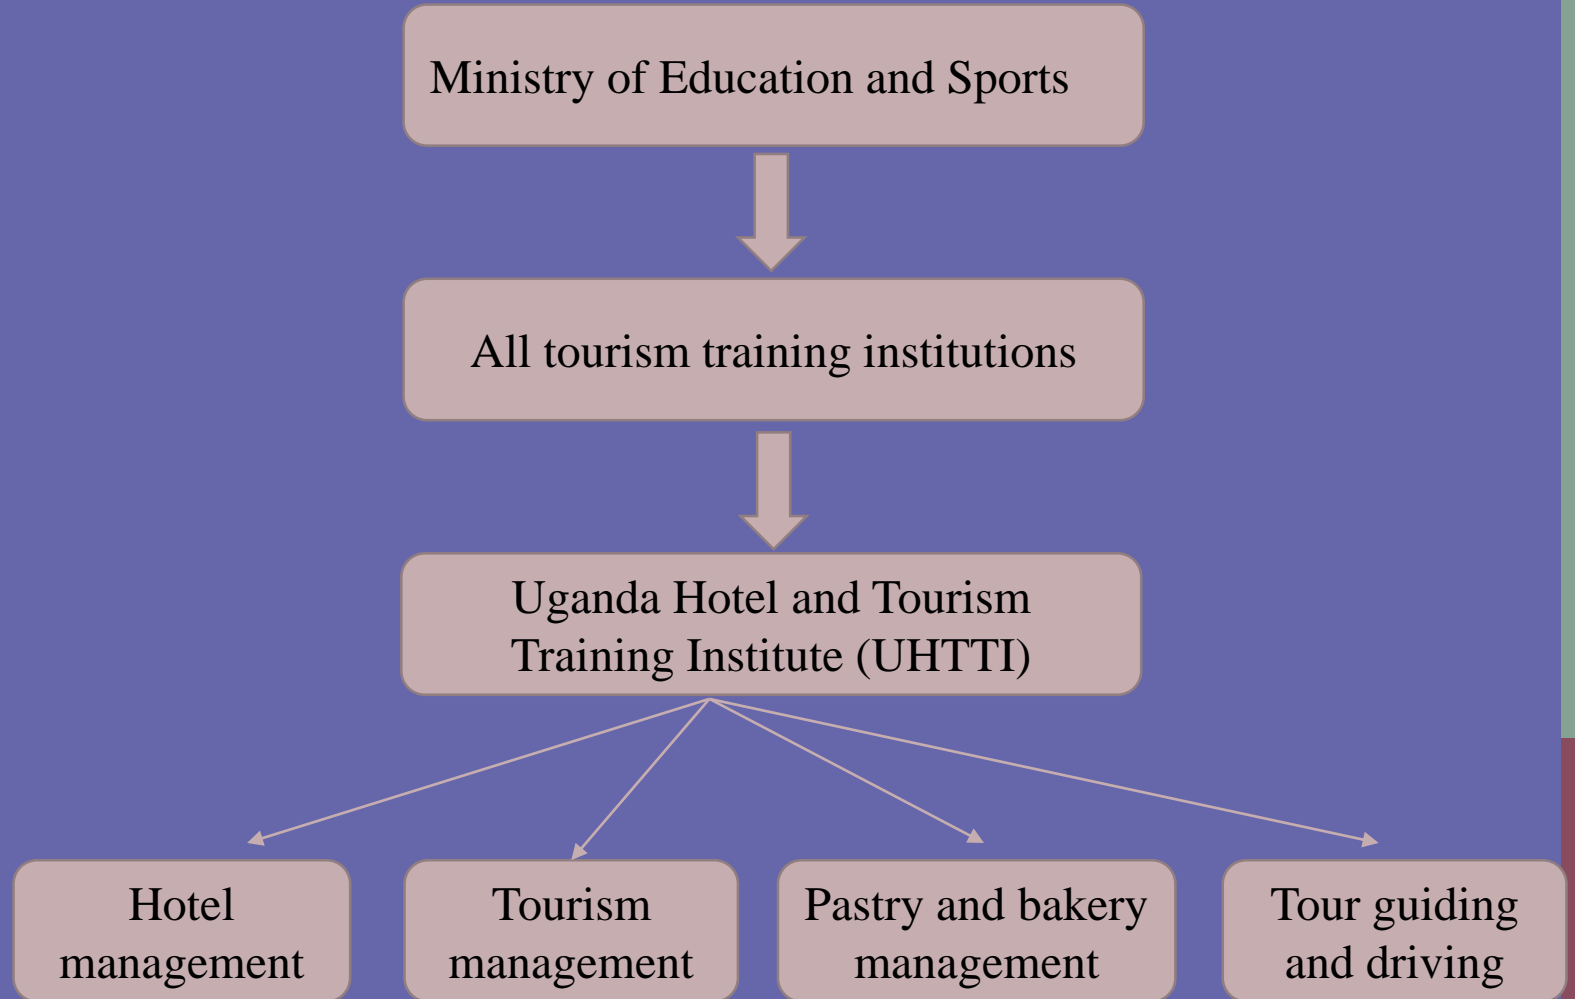 Ministry of Education and Sports
All tourism training institutions
Uganda Hotel and Tourism
Training Institute (UHTTI)
Hotel
management
Tourism
management
Pastry and bakery
management
Tour guiding
and driving